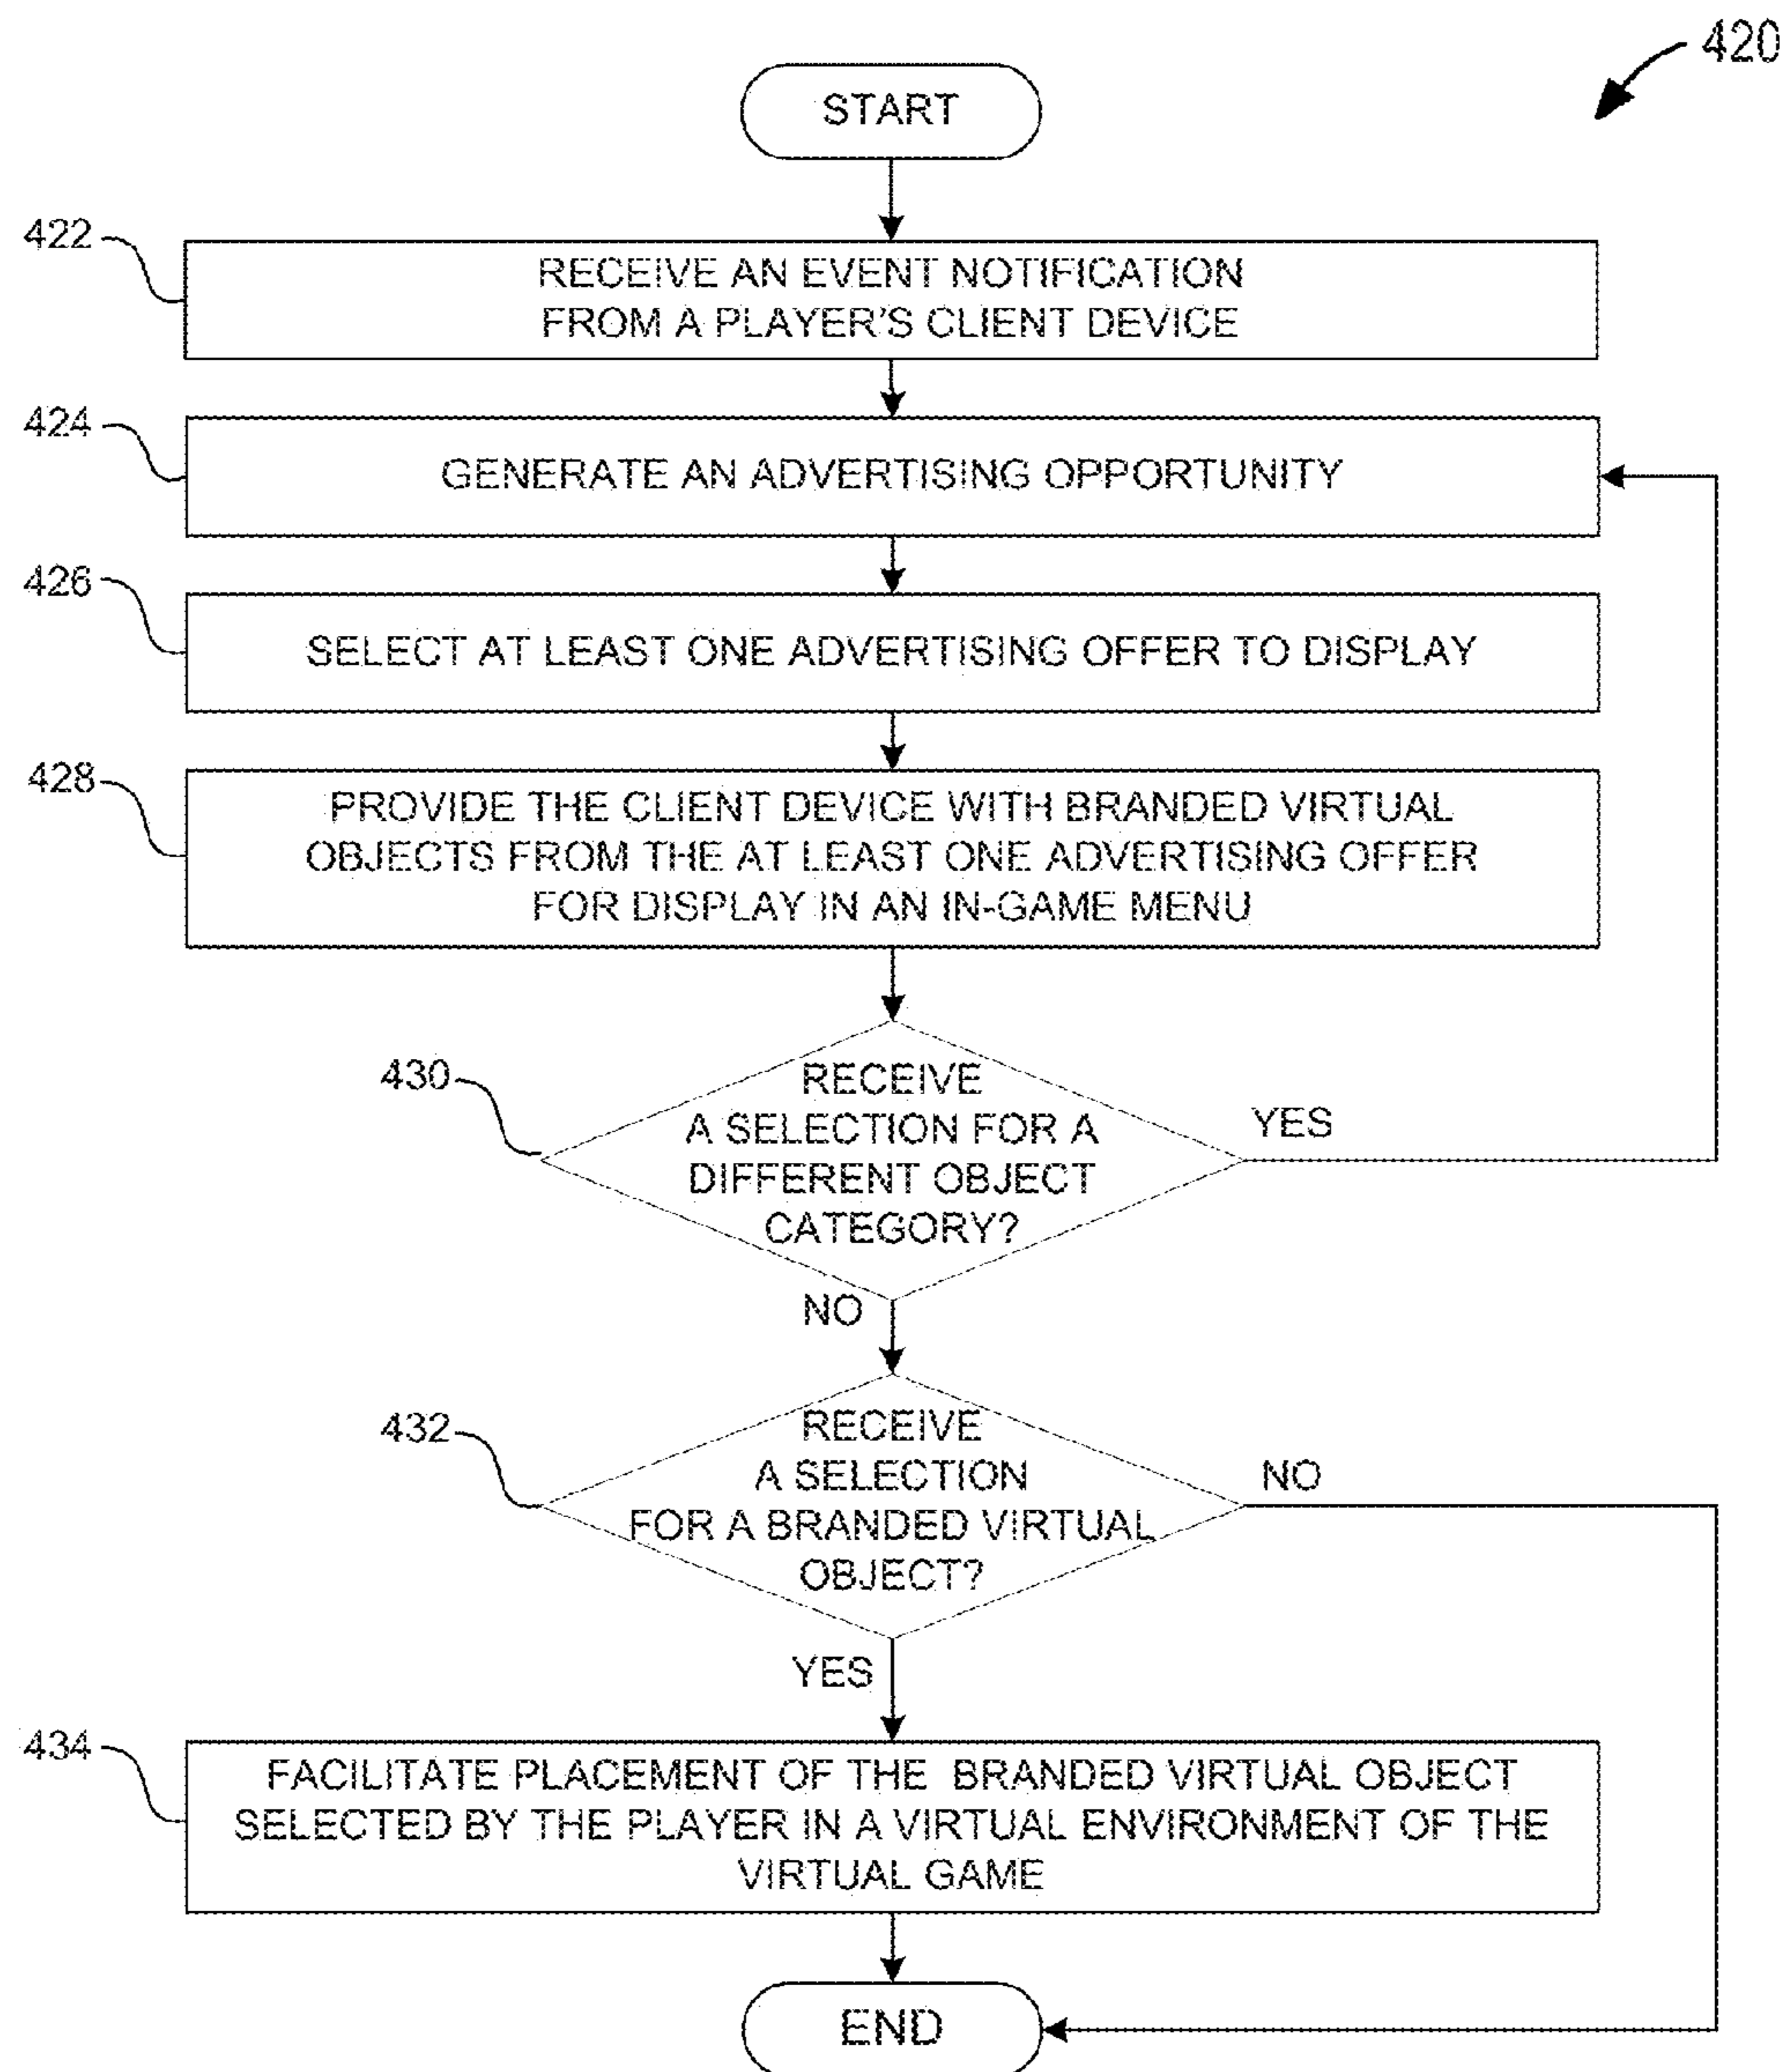 420
START
422
RECEIVE AN EVENT NOTIFICATION
FROM A PLAYER'S CLIENT DEVICE
424
GENERATE AN ADVERTISING OPPORTUNITY
426
SELECT AT LEAST ONE ADVERTISING OFFER TO DISPLAY
428
PROVIDE THE CLIENT DEVICE WITH BRANDED VIRTUAL
OBJECTS FROM THE AT LEAST ONE ADVERTISING OFFER
FOR DISPLAY IN AN IN-GAME MENU
430
RECEIVE
A SELECTION FOR A
DIFFERENT OBJECT
CATEGORY?
YES
NO
432
RECEIVE
A SELECTION
FOR A BRANDED VIRTUAL
OBJECT?
NO
YES
434
FACILITATE PLACEMENT OF THE BRANDED VIRTUAL OBJECT
SELECTED BY THE PLAYER IN A VIRTUAL ENVIRONMENT OF THE
VIRTUAL GAME
END